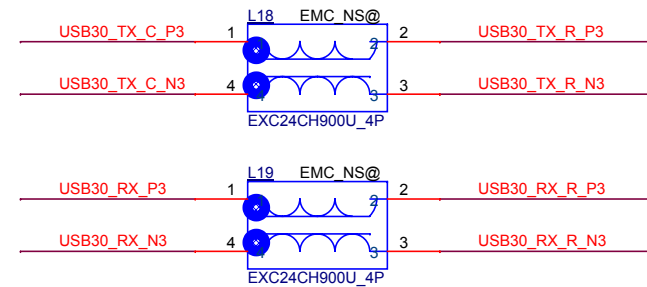 L18 EMC_NS@
USB30_TX_C_P3 1 2 2 USB30_TX_R_P3
USB30_TX_C_N3 4 3 3 USB30_TX_R_N3
EXC24CH900U_4P
L19 EMC_NS@
USB30_RX_P3 1 2 2 USB30_RX_R_P3
USB30_RX_N3 4 3 3 USB30_RX_R_N3
EXC24CH900U_4P